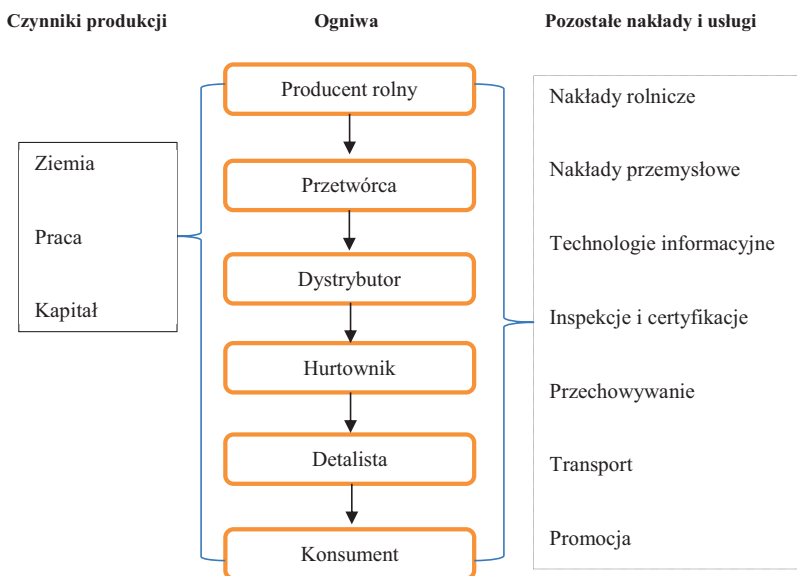 Czynniki produkcji
Ogniwa
Pozostałe nakłady i usługi
Ziemia
Praca
Kapitał
Producent rolny
Przetwórca
Dystrybutor
Hurtownik
Detalista
Konsument
Nakłady rolnicze
Nakłady przemysłowe
Technologie informacyjne
Inspekcje i certyfikacje
Przechowywanie
Transport
Promocja